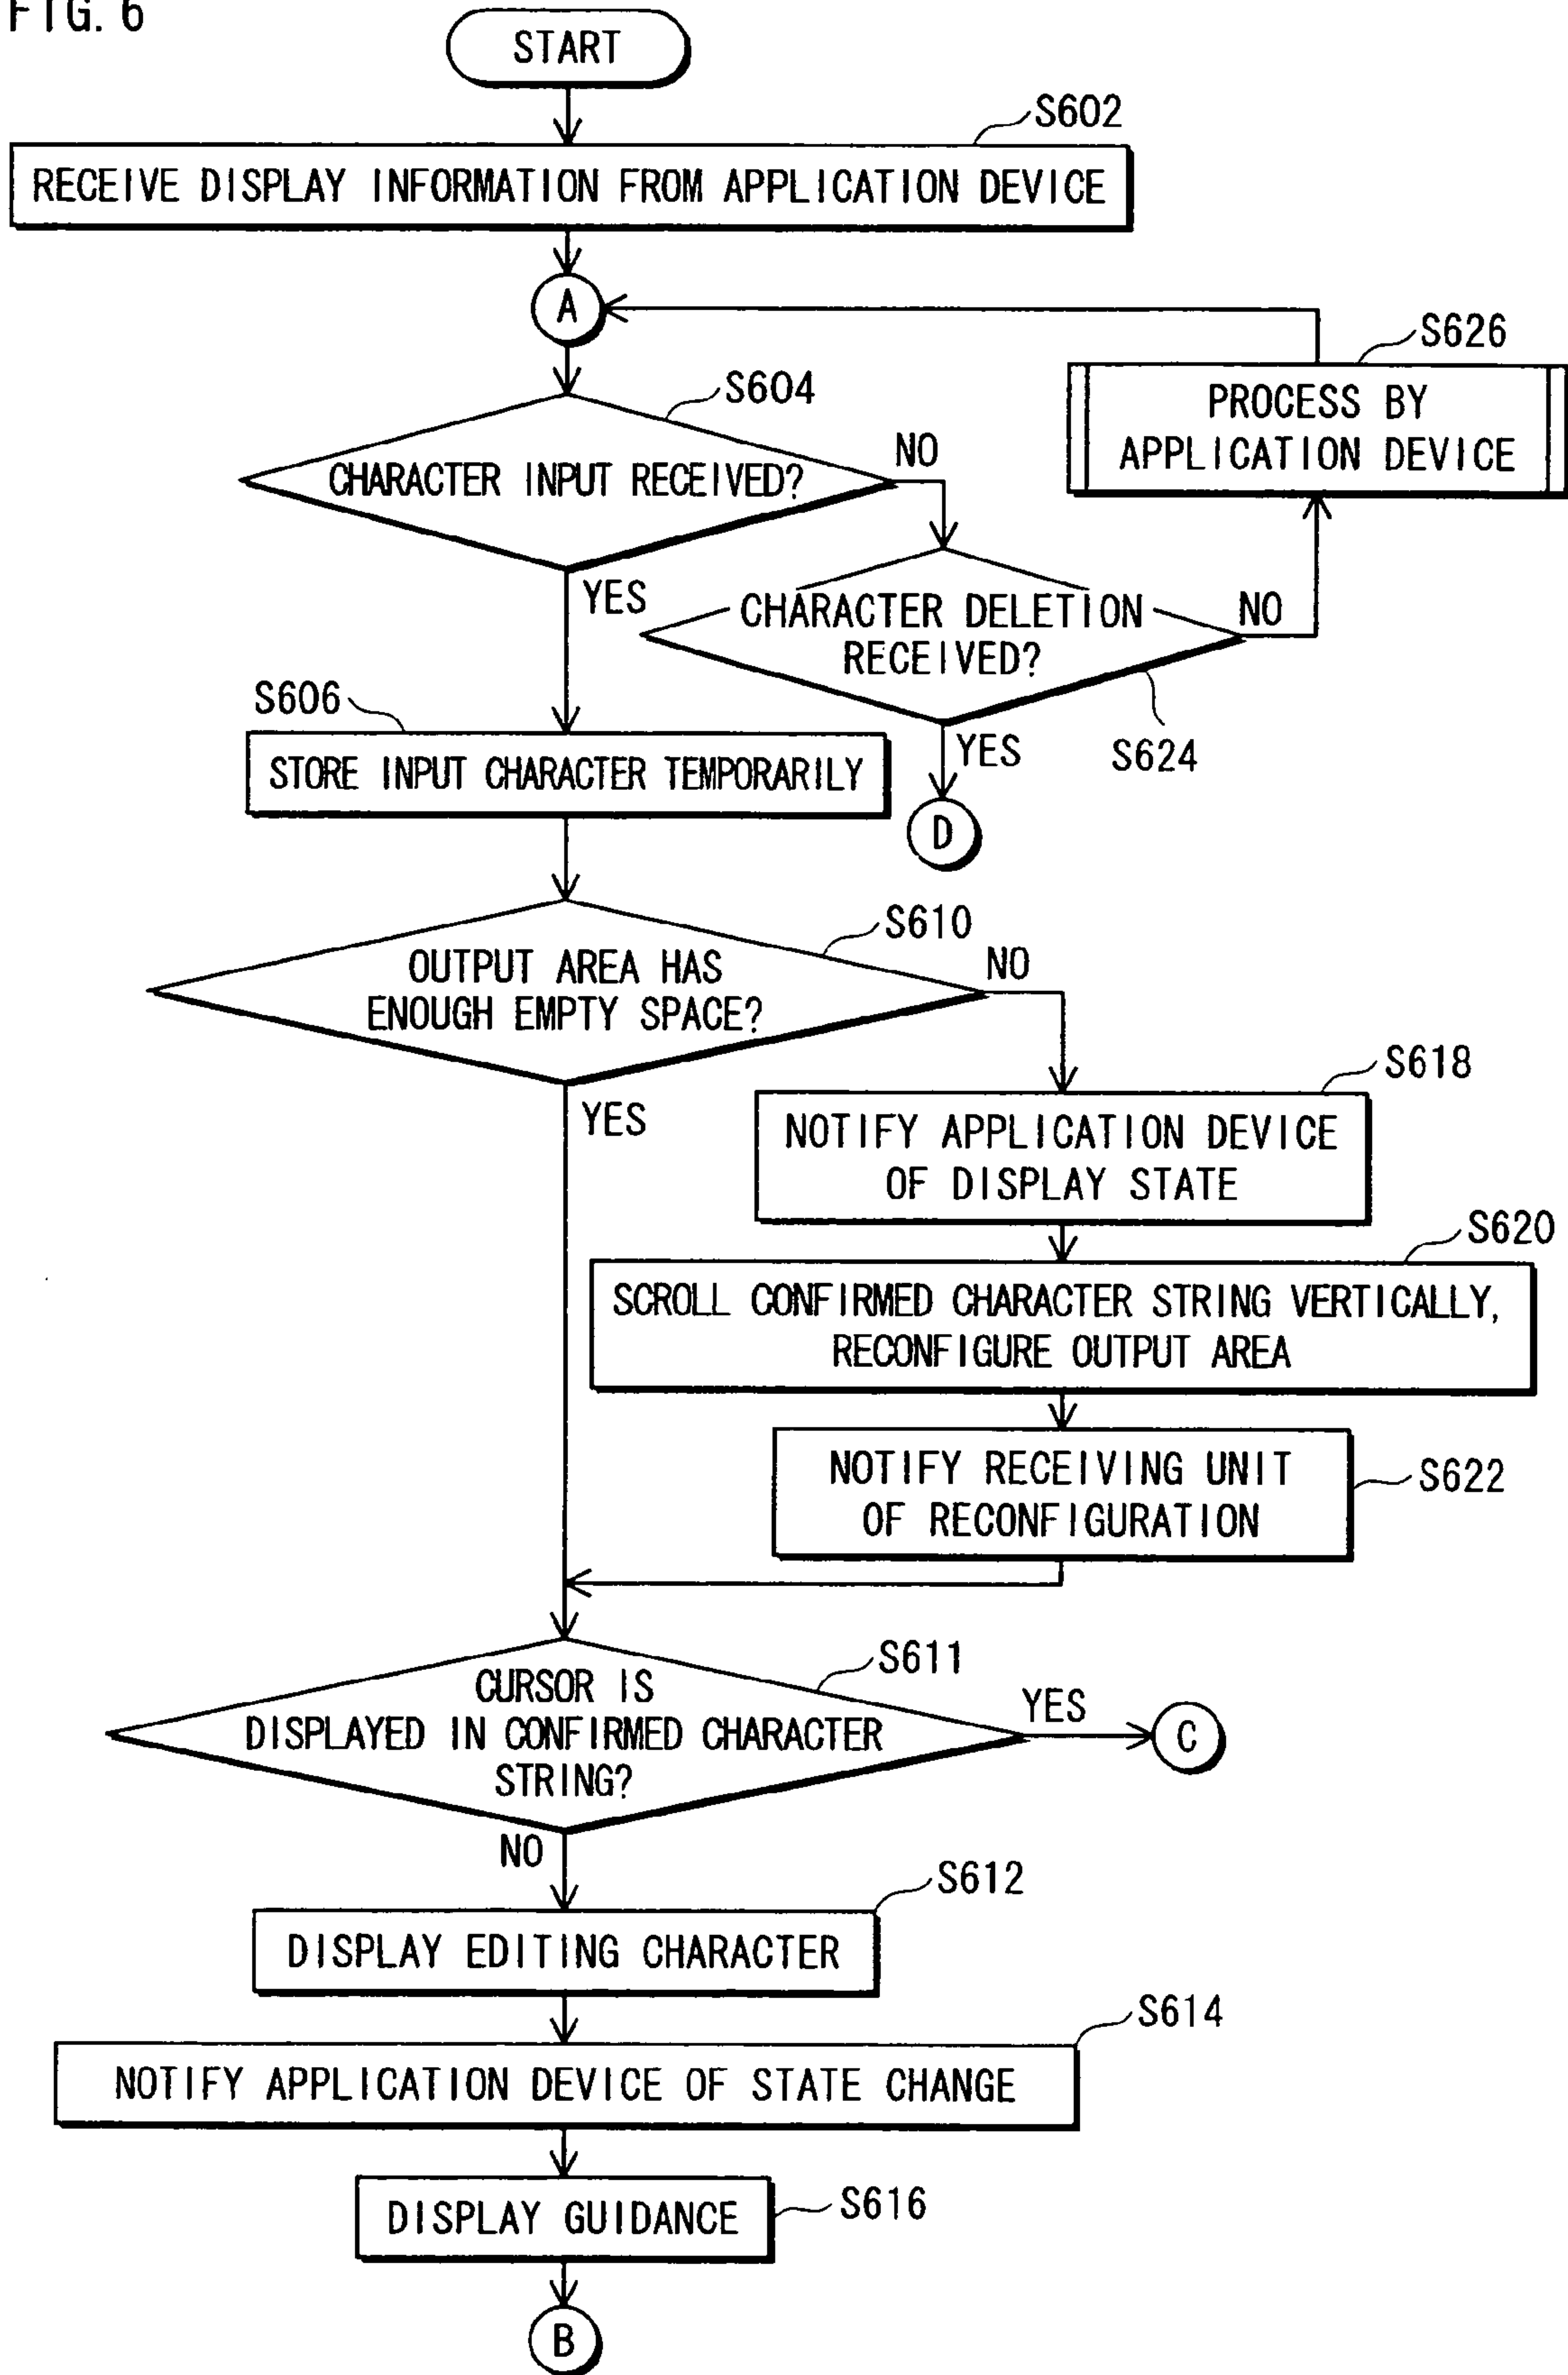 FIG. 6
START
S602
RECEIVE DISPLAY INFORMATION FROM APPLICATION DEVICE
A
S626
PROCESS BY
APPLICATION DEVICE
S604
CHARACTER INPUT RECEIVED?
NO
YES
CHARACTER DELETION
RECEIVED?
NO
S624
YES
D
S606
STORE INPUT CHARACTER TEMPORARILY
S610
OUTPUT AREA HAS
ENOUGH EMPTY SPACE?
NO
YES
S618
NOTIFY APPLICATION DEVICE
OF DISPLAY STATE
S620
SCROLL CONFIRMED CHARACTER STRING VERTICALLY,
RECONFIGURE OUTPUT AREA
NOTIFY RECEIVING UNIT
OF RECONFIGURATION
S622
S611
CURSOR IS
DISPLAYED IN CONFIRMED CHARACTER
STRING?
YES
C
NO
S612
DISPLAY EDITING CHARACTER
S614
NOTIFY APPLICATION DEVICE OF STATE CHANGE
DISPLAY GUIDANCE
S616
B